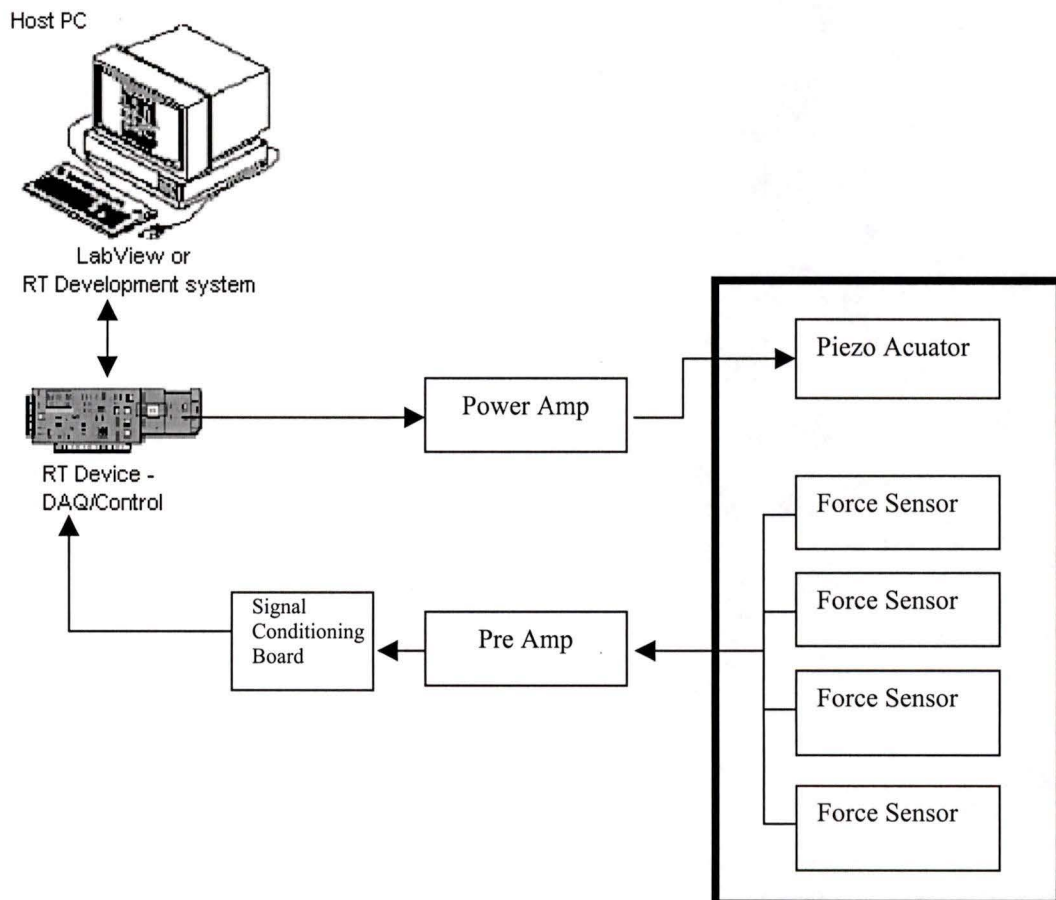 Host PC
LabView or
RT Development system
Piezo Acuator
Power Amp
RT Device -
DAQ/Control
Force Sensor
Force Sensor
Signal
Conditioning
Board
Pre Amp
Force Sensor
Force Sensor